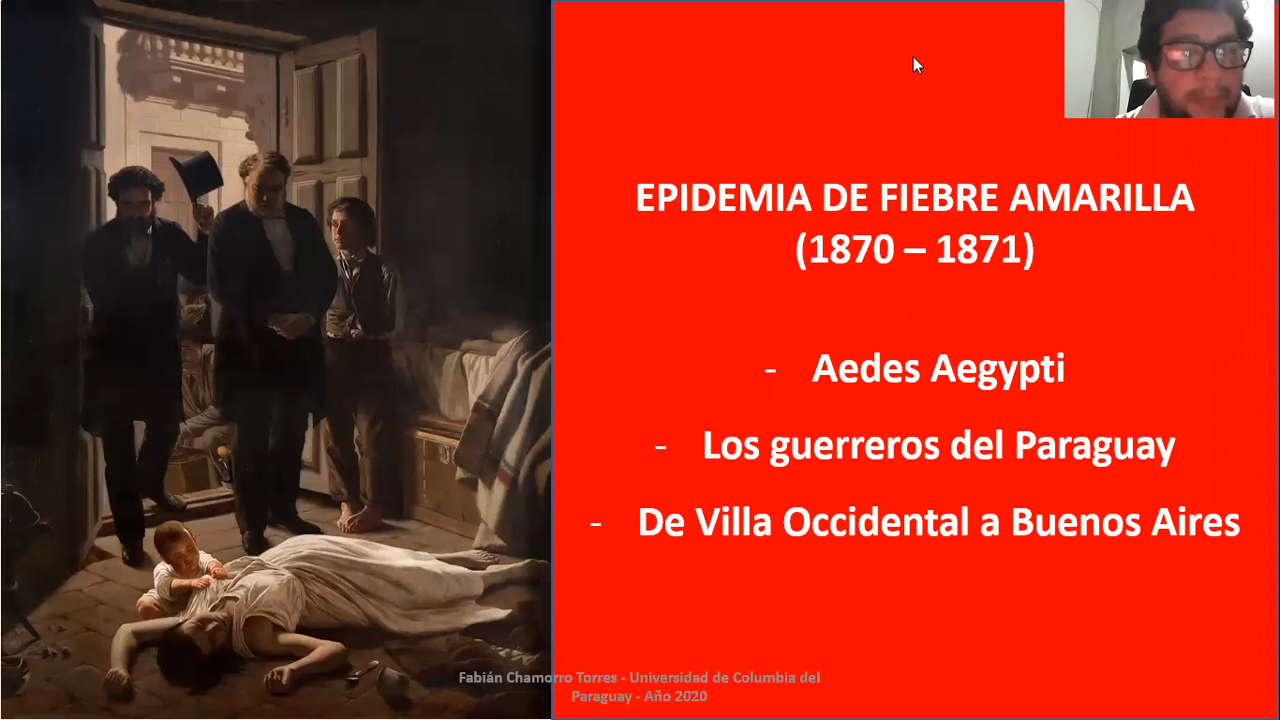 EPIDEMIA DE FIEBRE AMARILLA
(1870 – 1871)
- Aedes Aegypti
- Los guerreros del Paraguay
- De Villa Occidental a Buenos Aires
Fabián Chamorro Torres - Universidad de Columbia del
Paraguay - Año 2020